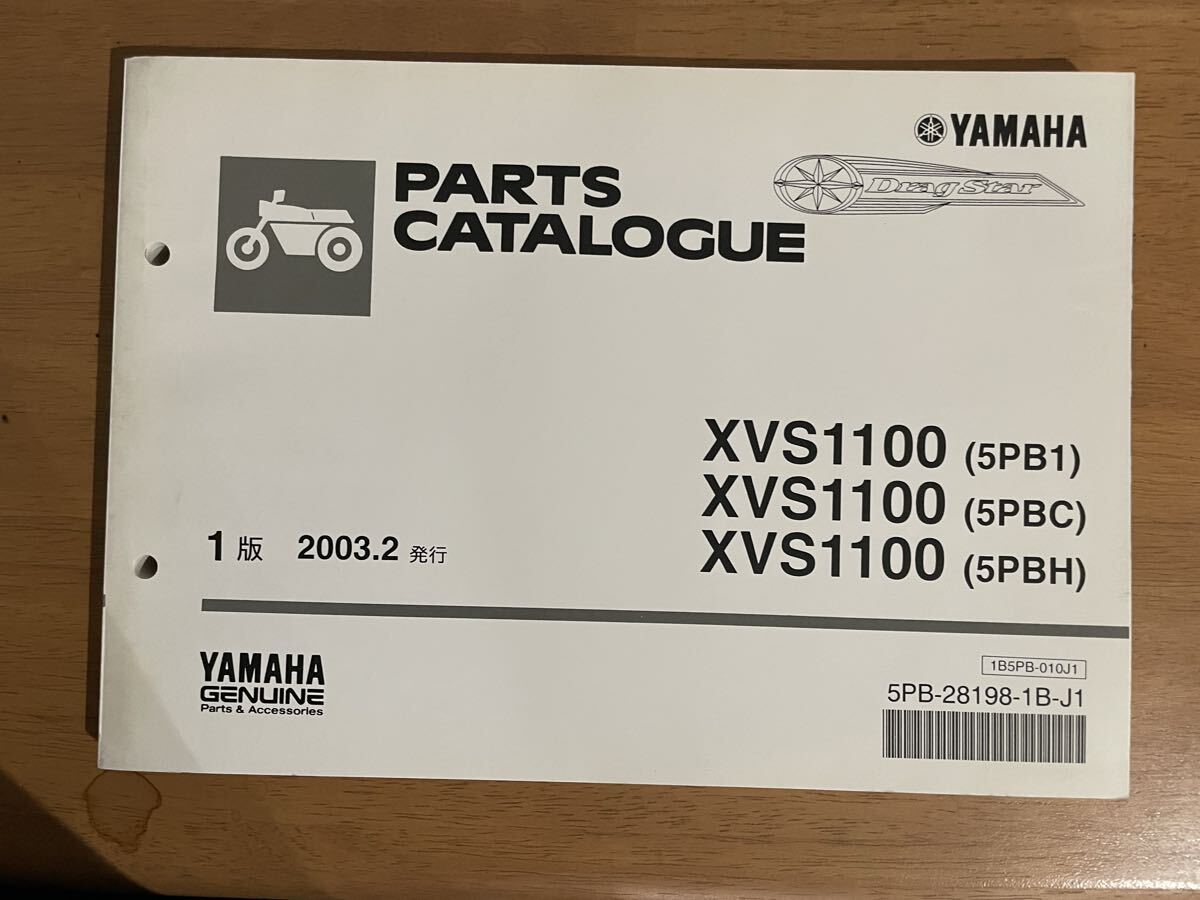 YAMAHA
Drag Star
PARTS
CATALOGUE
XVS1100 (5PB1)
XVS1100 (5PBC)
XVS1100 (5PBH)
1版 2003.2 発行
YAMAHA
GENUINE
Parts & Accessories
1B5PB-010J1
5PB-28198-1B-J1